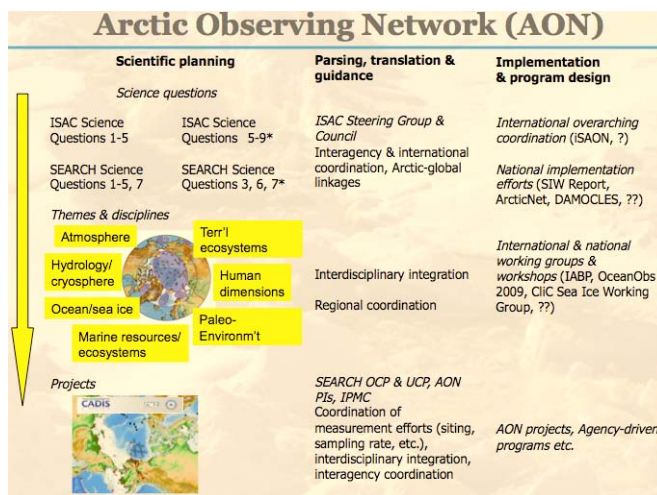 Arctic Observing Network (AON)
Scientific planning
Science questions
ISAC Science
Questions 1-5
ISAC Science
Questions 5-9*
SEARCH Science
Questions 1-5, 7
SEARCH Science
Questions 3, 6, 7*
Themes & disciplines
Atmosphere
Terr'l
ecosystems
Hydrology/
cryosphere
Human
dimensions
Ocean/sea ice
Paleo-
Environm't
Marine resources/
ecosystems
Projects
CADIS
Parsing, translation &
guidance
ISAC Steering Group &
Council
Interagency & international
coordination, Arctic-global
linkages
Interdisciplinary integration
Regional coordination
SEARCH OCP & UCP, AON
PIs, IPMC
Coordination of
measurement efforts (siting,
sampling rate, etc.),
interdisciplinary integration,
interagency coordination
Implementation
& program design
International overarching
coordination (iSAON, ?)
National implementation
efforts (SIW Report,
ArcticNet, DAMOCLES, ??)
International & national
working groups &
workshops (IABP, OceanObs
2009, CliC Sea Ice Working
Group, ??)
AON projects, Agency-driven
programs etc.